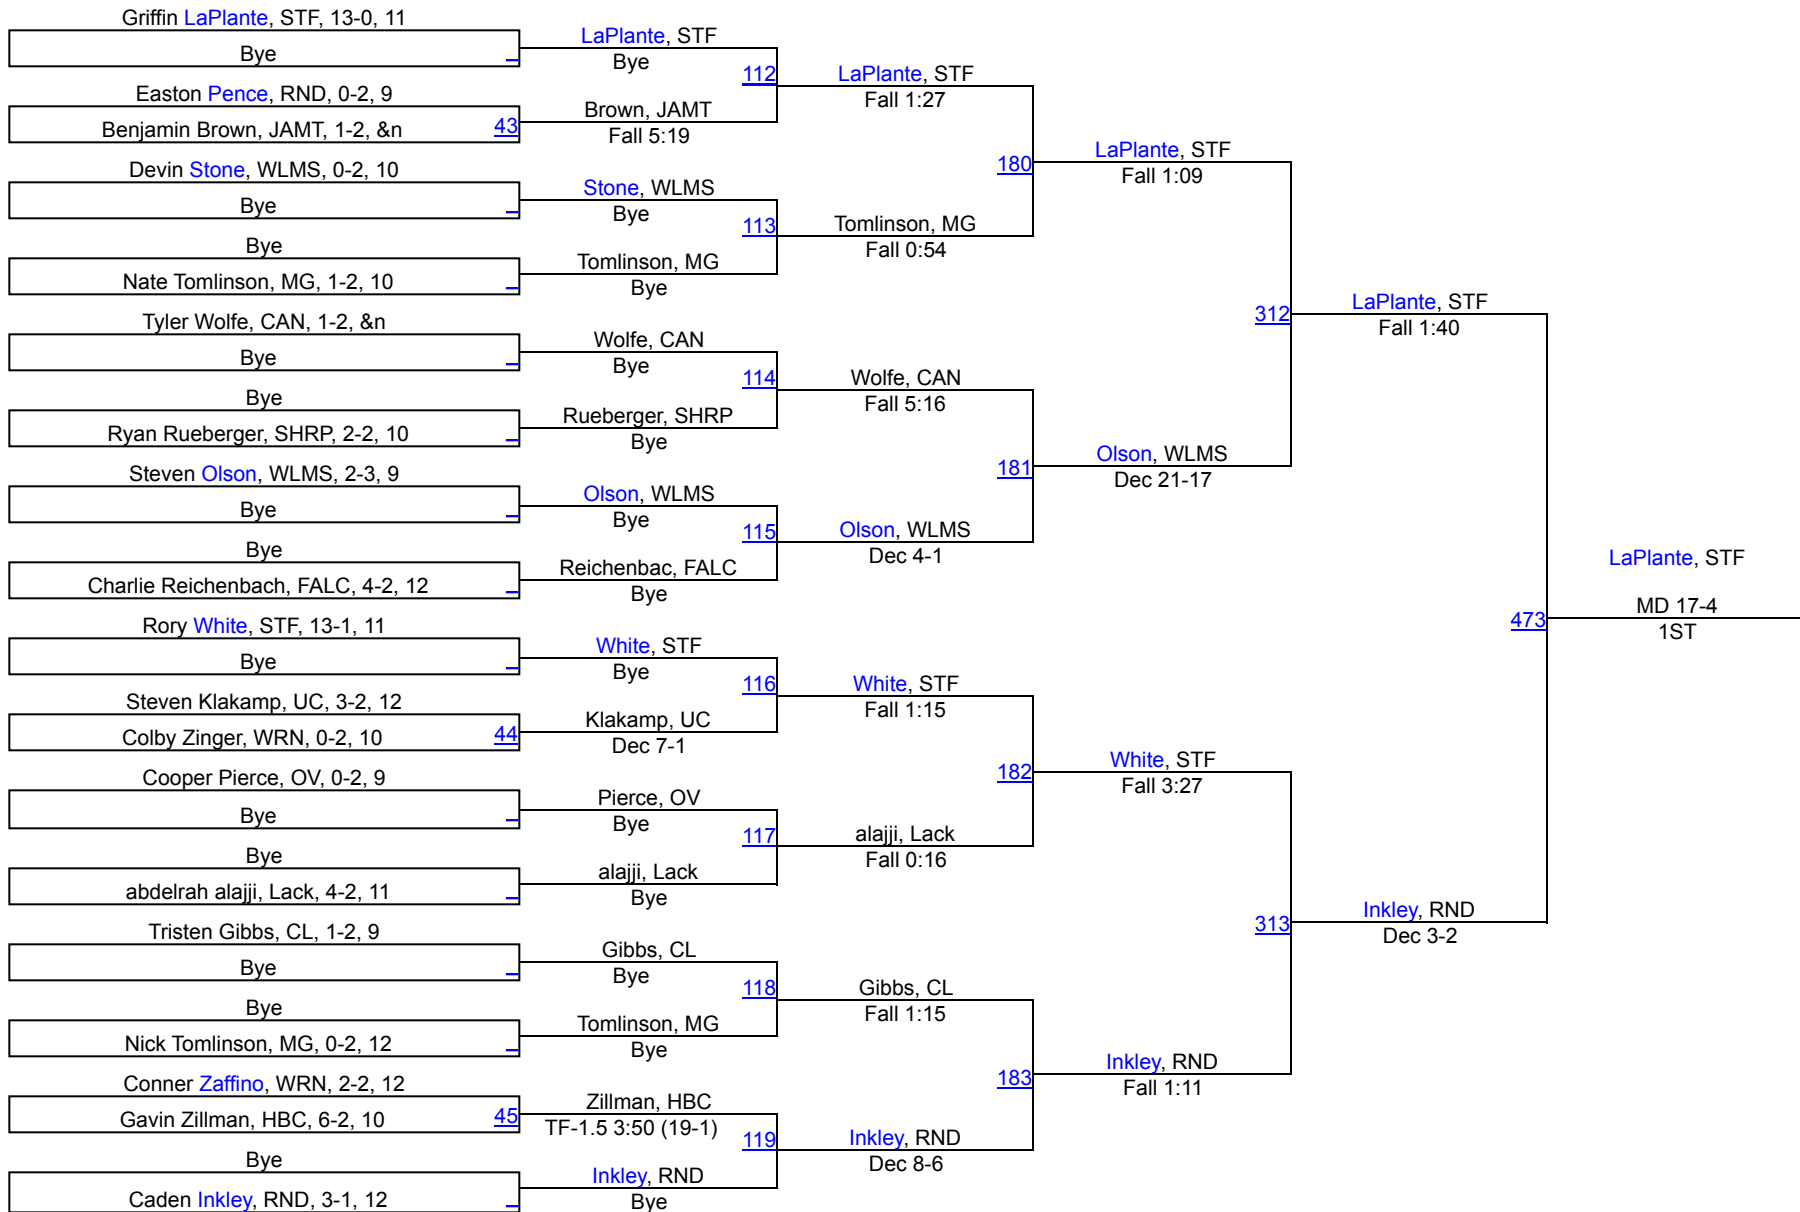 Griffin LaPlante, STF, 13-0, 11
Bye
Easton Pence, RND, 0-2, 9
Benjamin Brown, JAMT, 1-2, &n
43
Devin Stone, WLMS, 0-2, 10
Bye
Bye
Nate Tomlinson, MG, 1-2, 10
Tyler Wolfe, CAN, 1-2, &n
Bye
Bye
Ryan Rueberger, SHRP, 2-2, 10
Steven Olson, WLMS, 2-3, 9
Bye
Bye
Charlie Reichenbach, FALC, 4-2, 12
Rory White, STF, 13-1, 11
Bye
Steven Klakamp, UC, 3-2, 12
Colby Zinger, WRN, 0-2, 10
44
Cooper Pierce, OV, 0-2, 9
Bye
Bye
abdelrah alajji, Lack, 4-2, 11
Tristen Gibbs, CL, 1-2, 9
Bye
Bye
Nick Tomlinson, MG, 0-2, 12
Conner Zaffino, WRN, 2-2, 12
Gavin Zillman, HBC, 6-2, 10
45
Bye
Caden Inkley, RND, 3-1, 12
LaPlante, STF
Bye
112
Brown, JAMT
Fall 5:19
Stone, WLMS
Bye
113
Tomlinson, MG
Bye
Wolfe, CAN
Bye
114
Rueberger, SHRP
Bye
Olson, WLMS
Bye
115
Reichenbac, FALC
Bye
White, STF
Bye
116
Klakamp, UC
Dec 7-1
Pierce, OV
Bye
117
alajji, Lack
Bye
Gibbs, CL
Bye
118
Tomlinson, MG
Bye
Zillman, HBC
TF-1.5 3:50 (19-1)
119
Inkley, RND
Bye
LaPlante, STF
Fall 1:27
180
Tomlinson, MG
Fall 0:54
Wolfe, CAN
Fall 5:16
181
Olson, WLMS
Dec 4-1
White, STF
Fall 1:15
182
alajji, Lack
Fall 0:16
Gibbs, CL
Fall 1:15
183
Inkley, RND
Dec 8-6
LaPlante, STF
Fall 1:09
312
Olson, WLMS
Dec 21-17
White, STF
Fall 3:27
313
Inkley, RND
Fall 1:11
LaPlante, STF
Fall 1:40
473
Inkley, RND
Dec 3-2
LaPlante, STF
MD 17-4
1ST